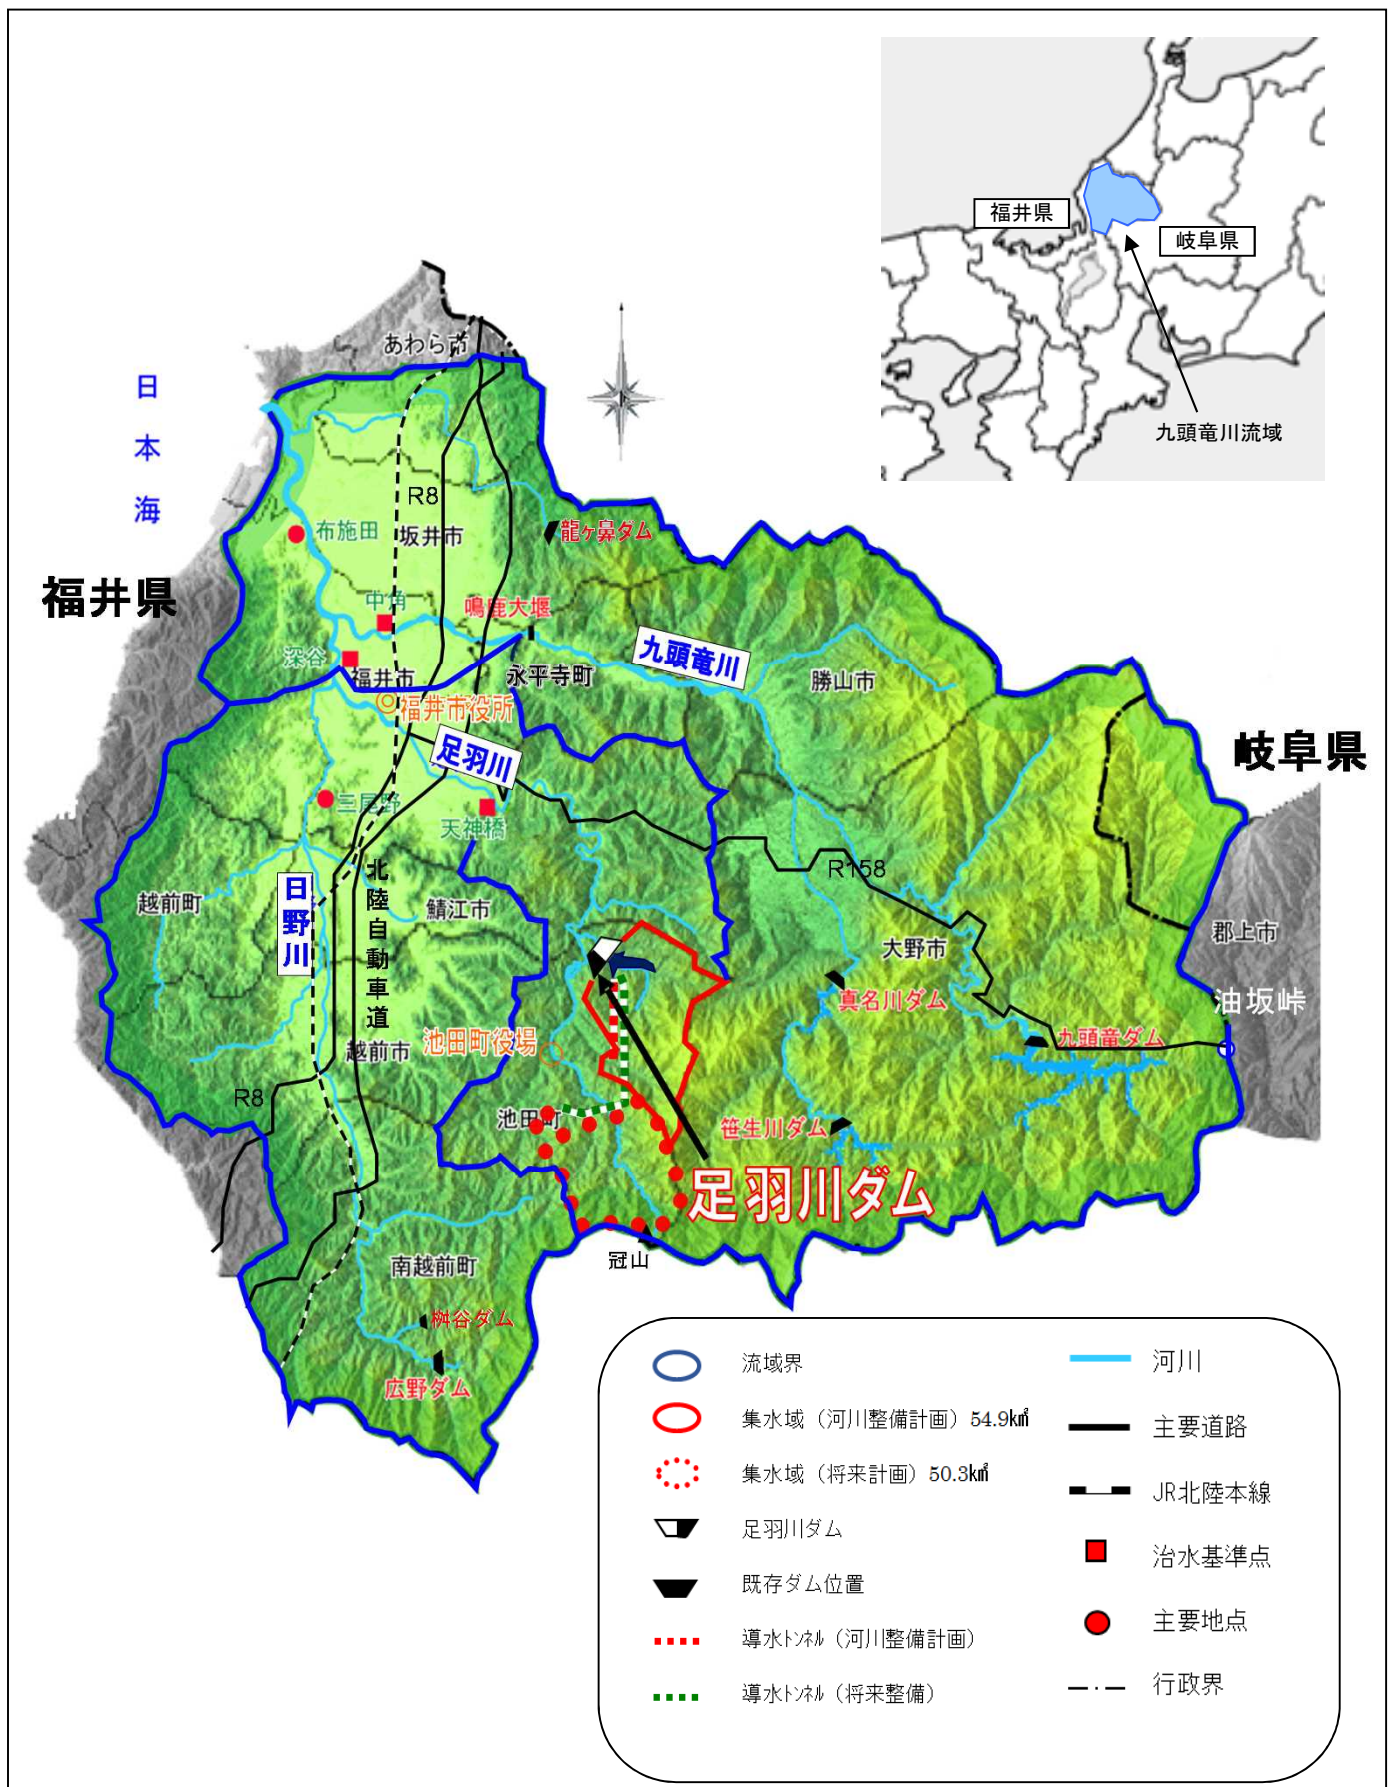 福井県
岐阜県
九頭竜川流域
あわら市
日本海
R8
布施田
坂井市
龍ヶ鼻ダム
福井県
中角
鳴鹿大堰
深谷
福井市
永平寺町
九頭竜川
勝山市
福井市役所
足羽川
岐阜県
三尾野
天神橋
R158
北陸自動車道
日野川
越前町
鯖江市
大野市
郡上市
真名川ダム
油坂峠
池田町役場
越前市
九頭竜ダム
R8
池田町
笹生川ダム
足羽川ダム
冠山
南越前町
桝谷ダム
広野ダム
流域界
集水域（河川整備計画）54.9k㎡
集水域（将来計画）50.3k㎡
足羽川ダム
既存ダム位置
導水ﾄﾝﾈﾙ（河川整備計画）
導水ﾄﾝﾈﾙ（将来整備）
河川
主要道路
JR北陸本線
治水基準点
主要地点
行政界